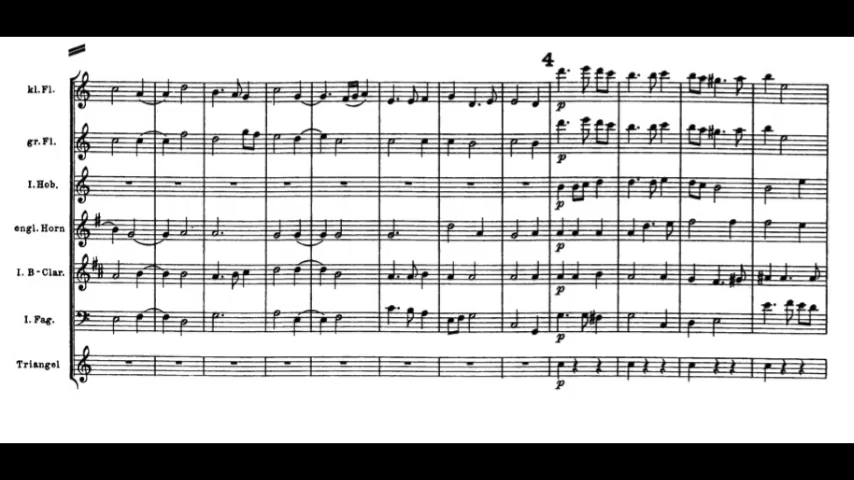 4
kl. Fl.
p
gr. Fl.
p
I. Hob.
p
engl. Horn
p
I. B-Clar.
p
I. Fag.
p
Triangel
p